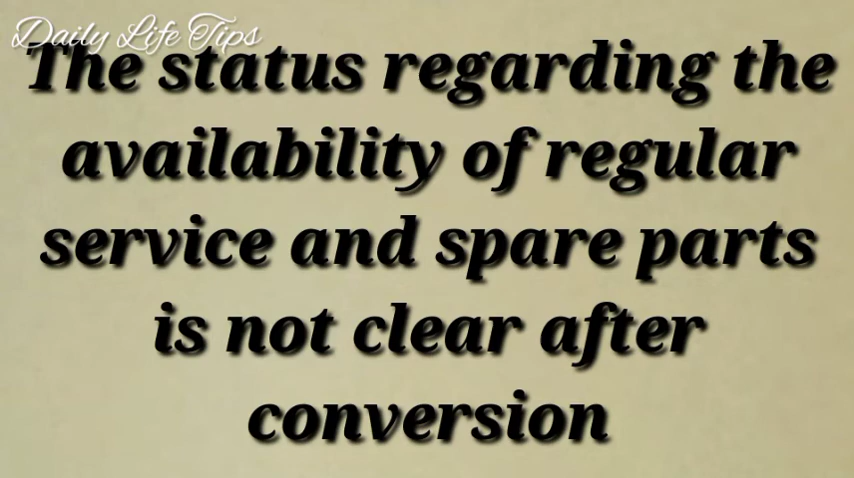 Daily Life Tips
The status regarding the
availability of regular
service and spare parts
is not clear after
conversion